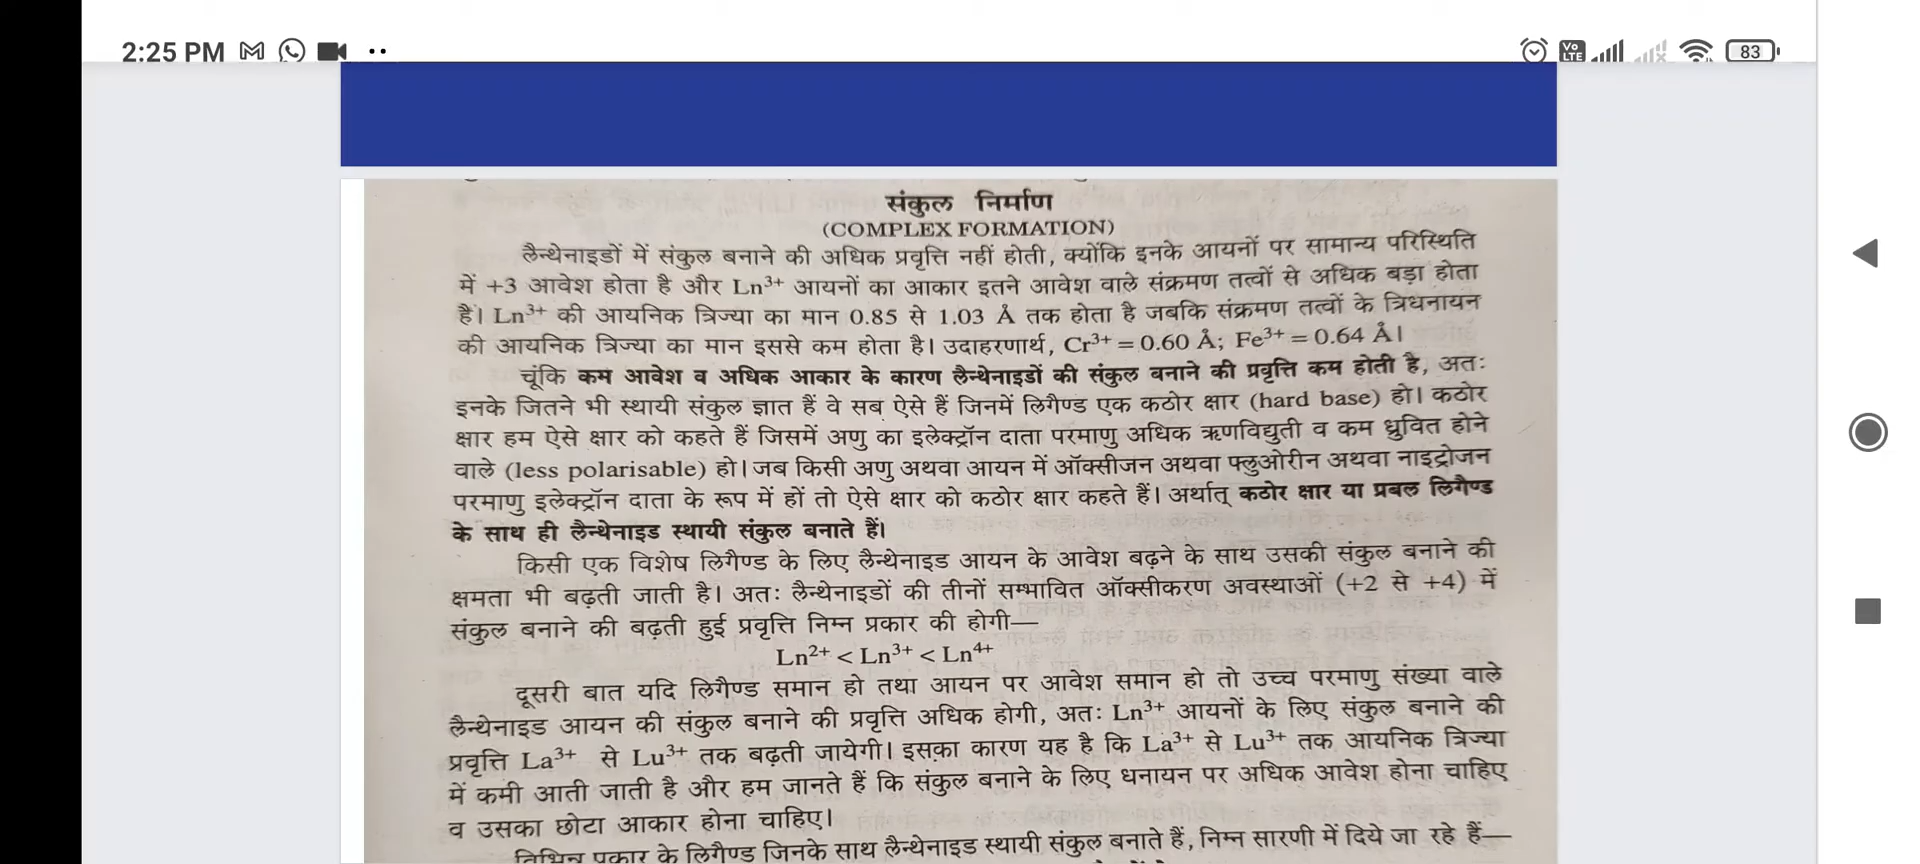 2:25 PM
Vo LTE 83
संकुल निर्माण
(COMPLEX FORMATION)
लैन्थेनाइडों में संकुल बनाने की अधिक प्रवृत्ति नहीं होती, क्योंकि इनके आयनों पर सामान्य परिस्थिति
में +3 आवेश होता है और Ln³⁺ आयनों का आकार इतने आवेश वाले संक्रमण तत्वों से अधिक बड़ा होता
है। Ln³⁺ की आयनिक त्रिज्या का मान 0.85 से 1.03 Å तक होता है जबकि संक्रमण तत्वों के त्रिधनायन
की आयनिक त्रिज्या का मान इससे कम होता है। उदाहरणार्थ, Cr³⁺ = 0.60 Å; Fe³⁺ = 0.64 Å।
चूंकि कम आवेश व अधिक आकार के कारण लैन्थेनाइडों की संकुल बनाने की प्रवृत्ति कम होती है, अतः
इनके जितने भी स्थायी संकुल ज्ञात हैं वे सब ऐसे हैं जिनमें लिगैण्ड एक कठोर क्षार (hard base) हो। कठोर
क्षार हम ऐसे क्षार को कहते हैं जिसमें अणु का इलेक्ट्रॉन दाता परमाणु अधिक ऋणविद्युती व कम ध्रुवित होने
वाले (less polarisable) हो। जब किसी अणु अथवा आयन में ऑक्सीजन अथवा फ्लुओरीन अथवा नाइट्रोजन
परमाणु इलेक्ट्रॉन दाता के रूप में हों तो ऐसे क्षार को कठोर क्षार कहते हैं। अर्थात् कठोर क्षार या प्रबल लिगैण्ड
के साथ ही लैन्थेनाइड स्थायी संकुल बनाते हैं।
किसी एक विशेष लिगैण्ड के लिए लैन्थेनाइड आयन के आवेश बढ़ने के साथ उसकी संकुल बनाने की
क्षमता भी बढ़ती जाती है। अतः लैन्थेनाइडों की तीनों सम्भावित ऑक्सीकरण अवस्थाओं (+2 से +4) में
संकुल बनाने की बढ़ती हुई प्रवृत्ति निम्न प्रकार की होगी—
Ln²⁺ < Ln³⁺ < Ln⁴⁺
दूसरी बात यदि लिगैण्ड समान हो तथा आयन पर आवेश समान हो तो उच्च परमाणु संख्या वाले
लैन्थेनाइड आयन की संकुल बनाने की प्रवृत्ति अधिक होगी, अतः Ln³⁺ आयनों के लिए संकुल बनाने की
प्रवृत्ति La³⁺ से Lu³⁺ तक बढ़ती जायेगी। इसका कारण यह है कि La³⁺ से Lu³⁺ तक आयनिक त्रिज्या
में कमी आती जाती है और हम जानते हैं कि संकुल बनाने के लिए धनायन पर अधिक आवेश होना चाहिए
व उसका छोटा आकार होना चाहिए।
विभिन्न प्रकार के लिगैण्ड जिनके साथ लैन्थेनाइड स्थायी संकुल बनाते हैं, निम्न सारणी में दिये जा रहे हैं—